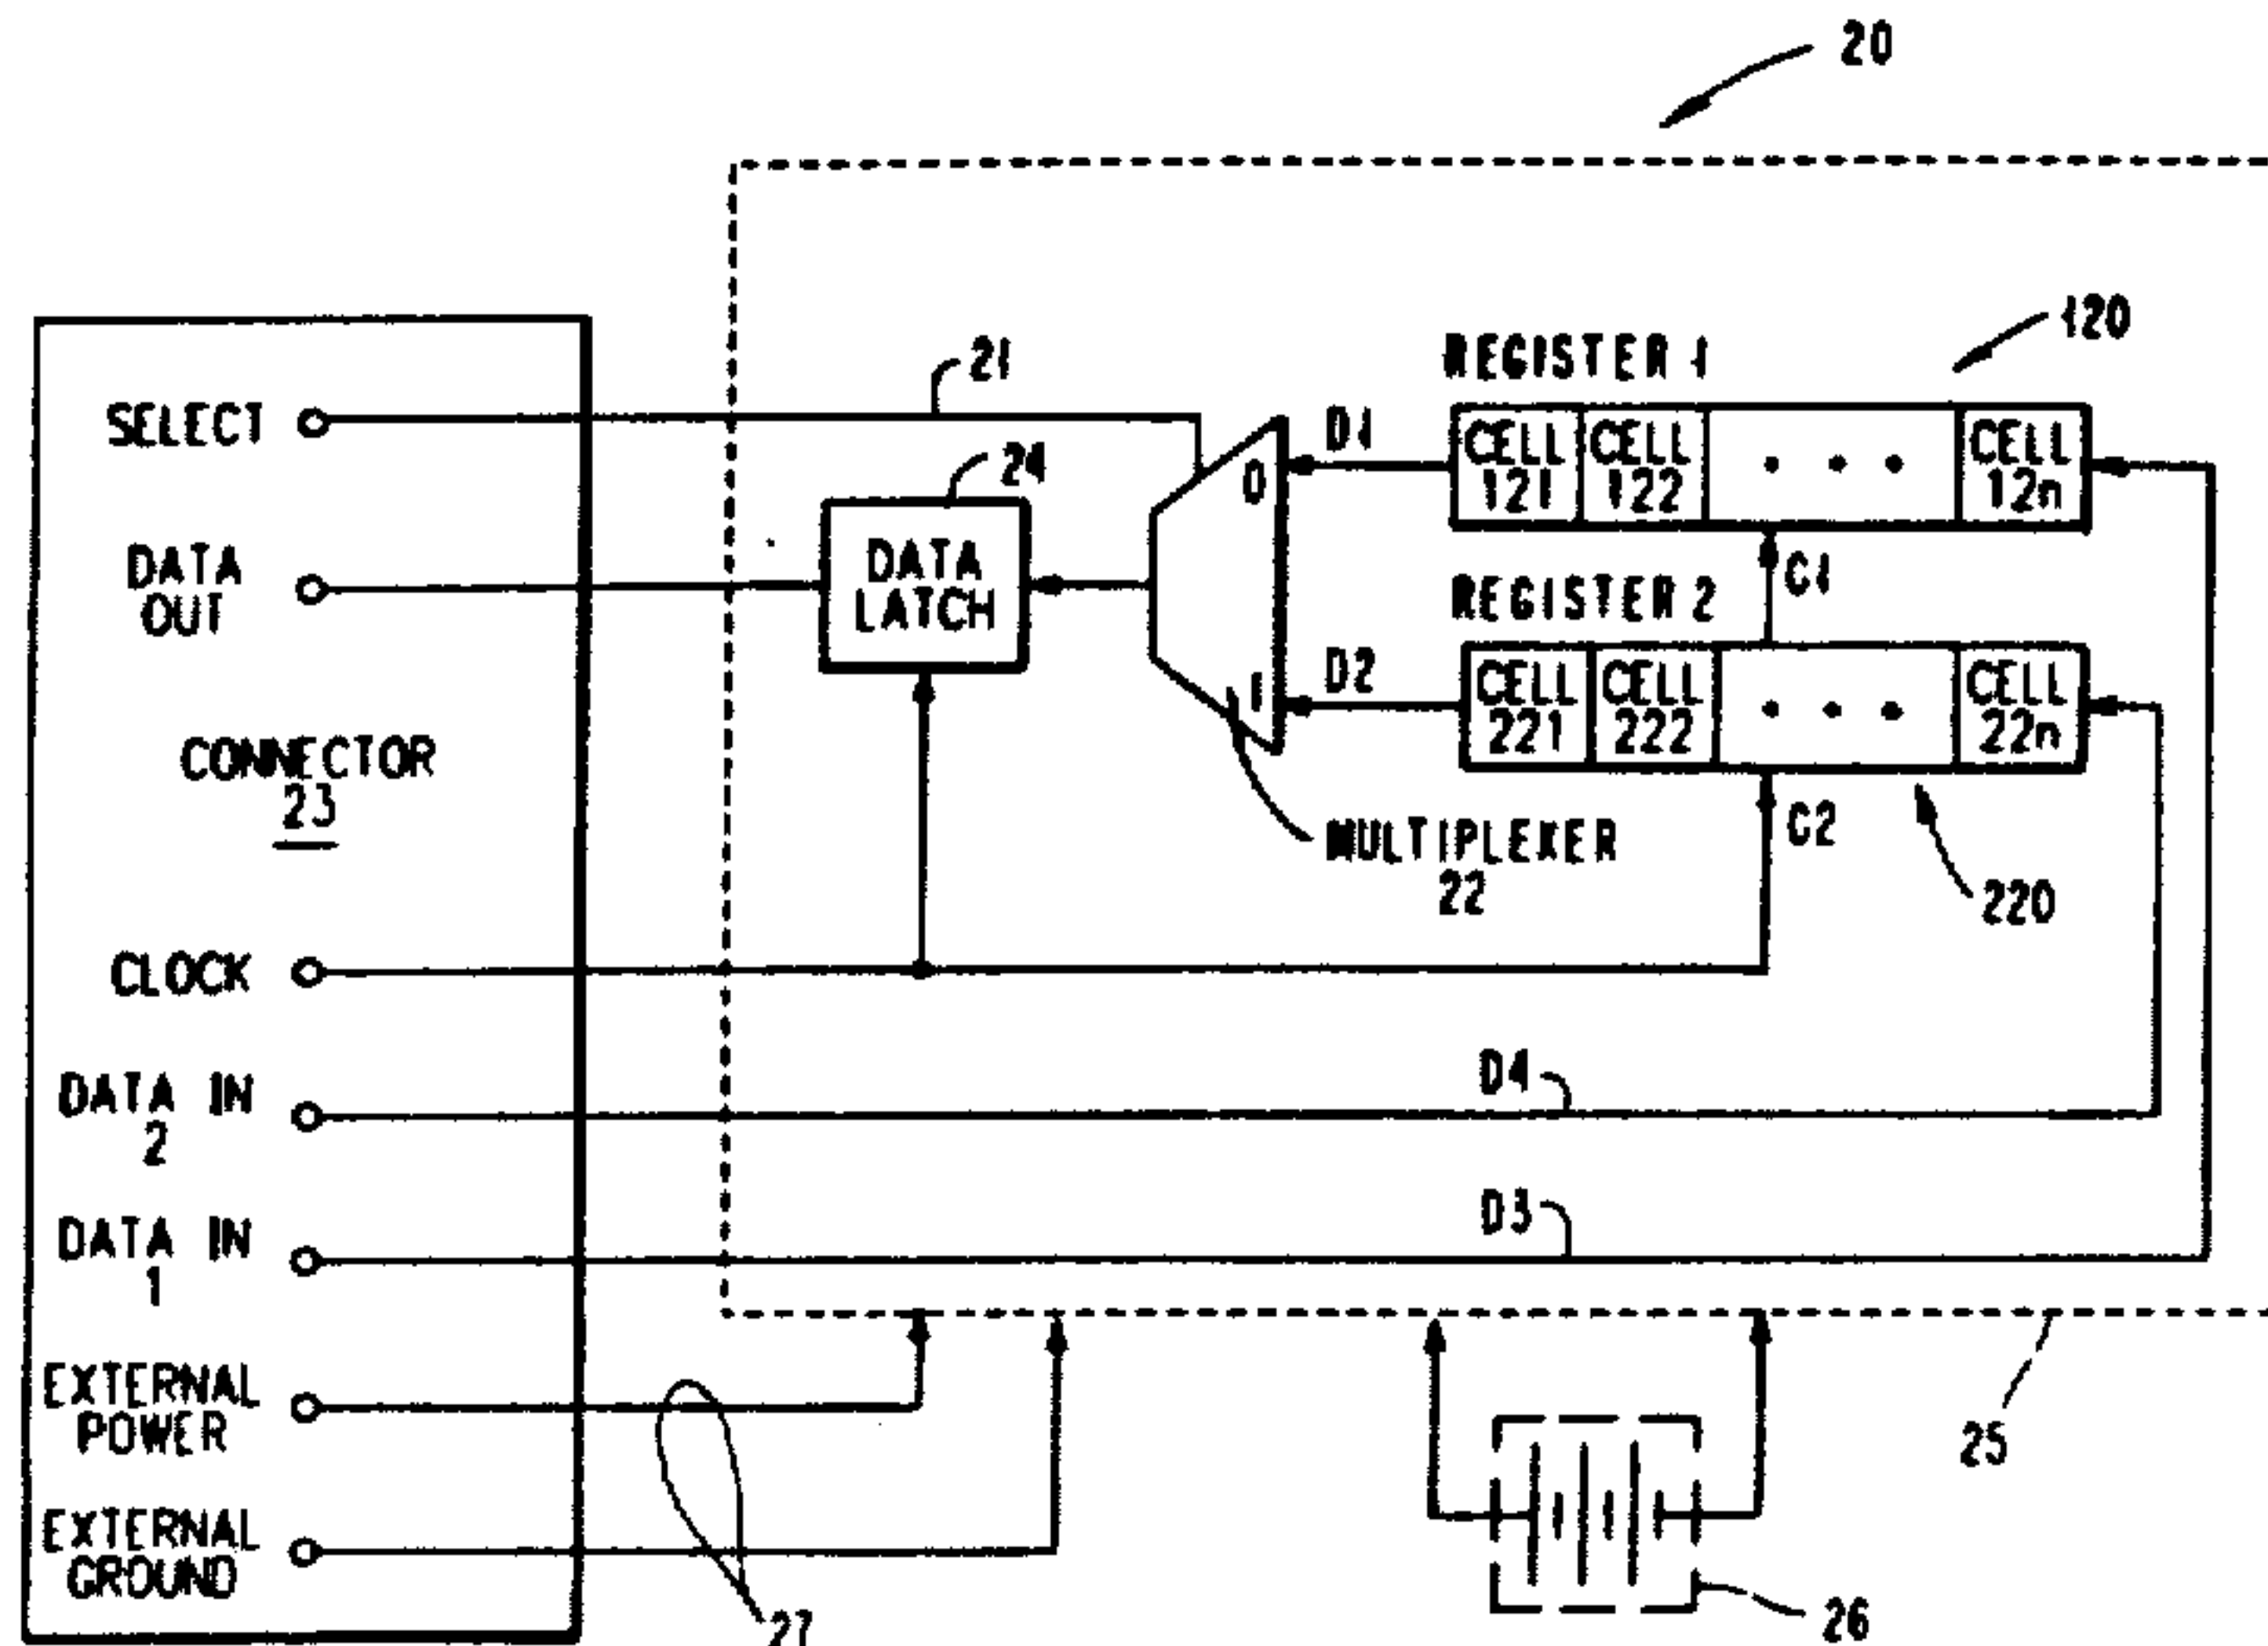 20
SELECT
DATA
OUT
CONNECTOR
23
CLOCK
DATA IN
2
DATA IN
1
EXTERNAL
POWER
EXTERNAL
GROUND
21
24
DATA
LATCH
0
1
MULTIPLEXER
22
D1
D2
REGISTER 1
120
CELL
121
CELL
122
• • •
CELL
12n
C1
REGISTER 2
CELL
221
CELL
222
• • •
CELL
22n
C2
220
D4
D3
25
26
27